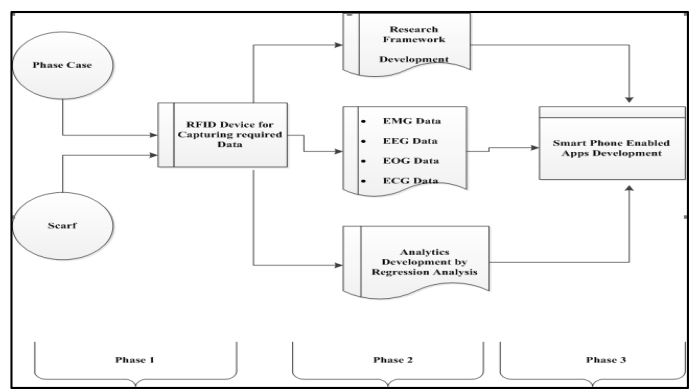 Phase Case
Scarf
RFID Device for
Capturing required
Data
Research
Framework
Development
• EMG Data
• EEG Data
• EOG Data
• ECG Data
Analytics
Development by
Regression Analysis
Smart Phone Enabled
Apps Development
Phase 1
Phase 2
Phase 3